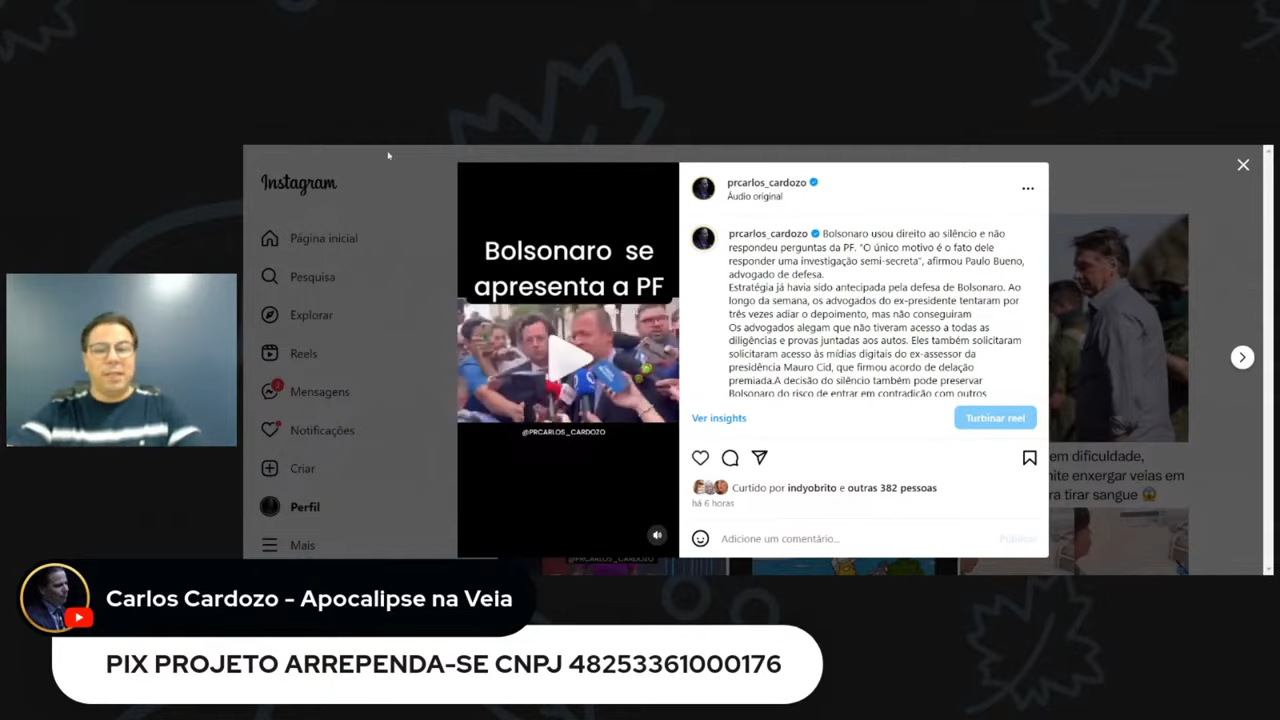 Instagram
Página inicial
Pesquisa
Explorar
Reels
Mensagens
Notificações
Criar
Perfil
Mais
Bolsonaro se
apresenta a PF
@PRCARLOS_CARDOZO
prcarlos_cardozo
Áudio original
prcarlos_cardozo Bolsonaro usou direito ao silêncio e não
respondeu perguntas da PF. "O único motivo é o fato dele
responder uma investigação semi-secreta", afirmou Paulo Bueno,
advogado de defesa.
Estratégia já havia sido antecipada pela defesa de Bolsonaro. Ao
longo da semana, os advogados do ex-presidente tentaram por
três vezes adiar o depoimento, mas não conseguiram
Os advogados alegam que não tiveram acesso a todas as
diligências e provas juntadas aos autos. Eles também solicitaram
solicitaram acesso às mídias digitais do ex-assessor da
presidência Mauro Cid, que firmou acordo de delação
premiada.A decisão do silêncio também pode preservar
Bolsonaro do risco de entrar em contradição com outros
Ver insights
Turbinar reel
Curtido por indyobrito e outras 382 pessoas
há 6 horas
Adicione um comentário...
Publicar
em dificuldade,
nite enxergar veias em
ra tirar sangue
@PRCARLOS_CARDOZO
Carlos Cardozo - Apocalipse na Veia
PIX PROJETO ARREPENDA-SE CNPJ 48253361000176